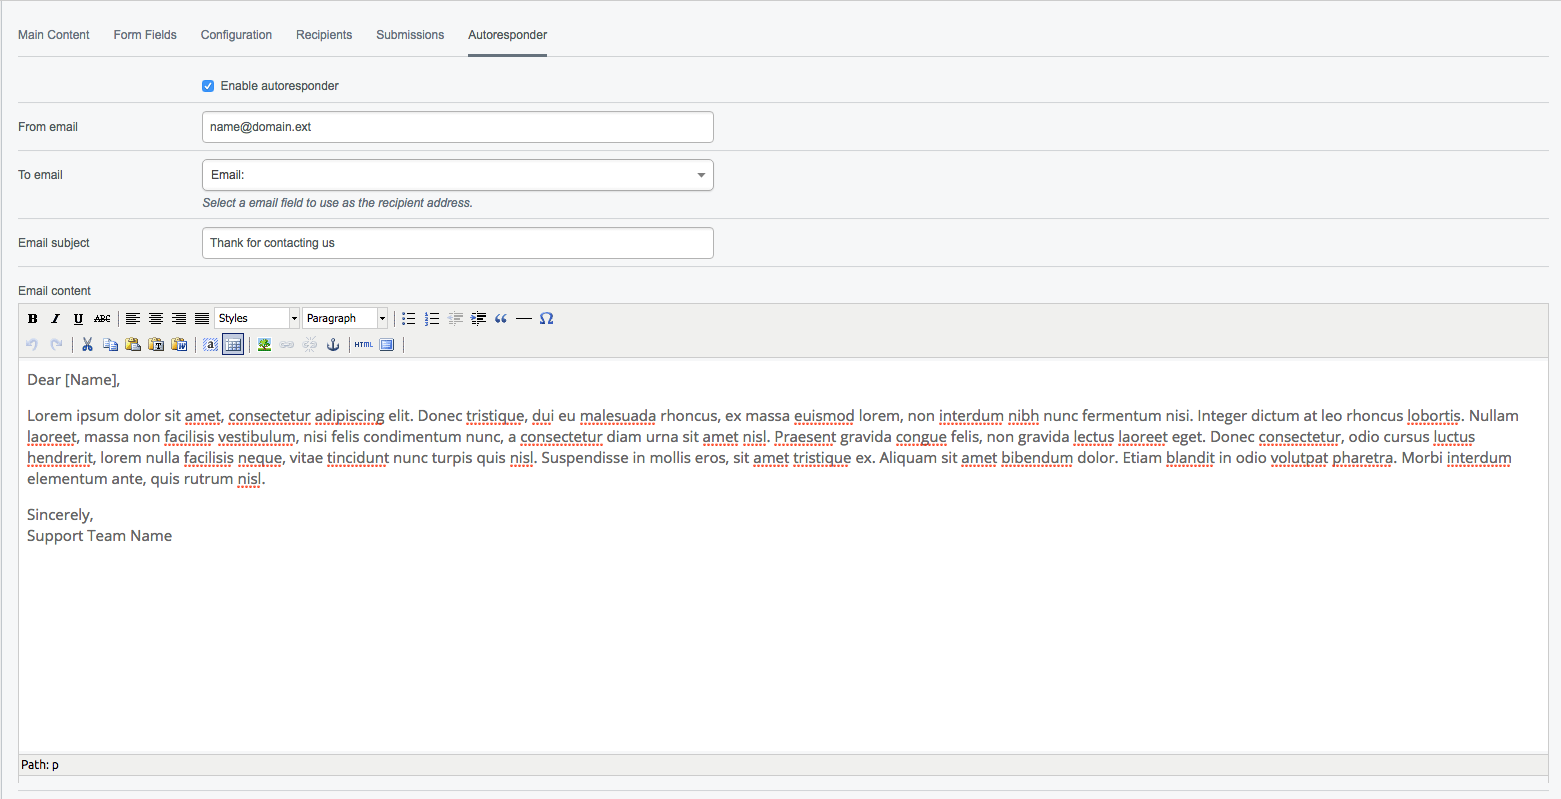 Main Content Form Fields Configuration Recipients Submissions Autoresponder
Enable autoresponder
From email name@domain.ext
To email Email:
Select a email field to use as the recipient address.
Email subject Thank for contacting us
Email content
B I U ABC Styles Paragraph “ Ω
T W a HTML
Dear [Name],
Lorem ipsum dolor sit amet, consectetur adipiscing elit. Donec tristique, dui eu malesuada rhoncus, ex massa euismod lorem, non interdum nibh nunc fermentum nisi. Integer dictum at leo rhoncus lobortis. Nullam
laoreet, massa non facilisis vestibulum, nisi felis condimentum nunc, a consectetur diam urna sit amet nisl. Praesent gravida congue felis, non gravida lectus laoreet eget. Donec consectetur, odio cursus luctus
hendrerit, lorem nulla facilisis neque, vitae tincidunt nunc turpis quis nisl. Suspendisse in mollis eros, sit amet tristique ex. Aliquam sit amet bibendum dolor. Etiam blandit in odio volutpat pharetra. Morbi interdum
elementum ante, quis rutrum nisl.
Sincerely,
Support Team Name
Path: p